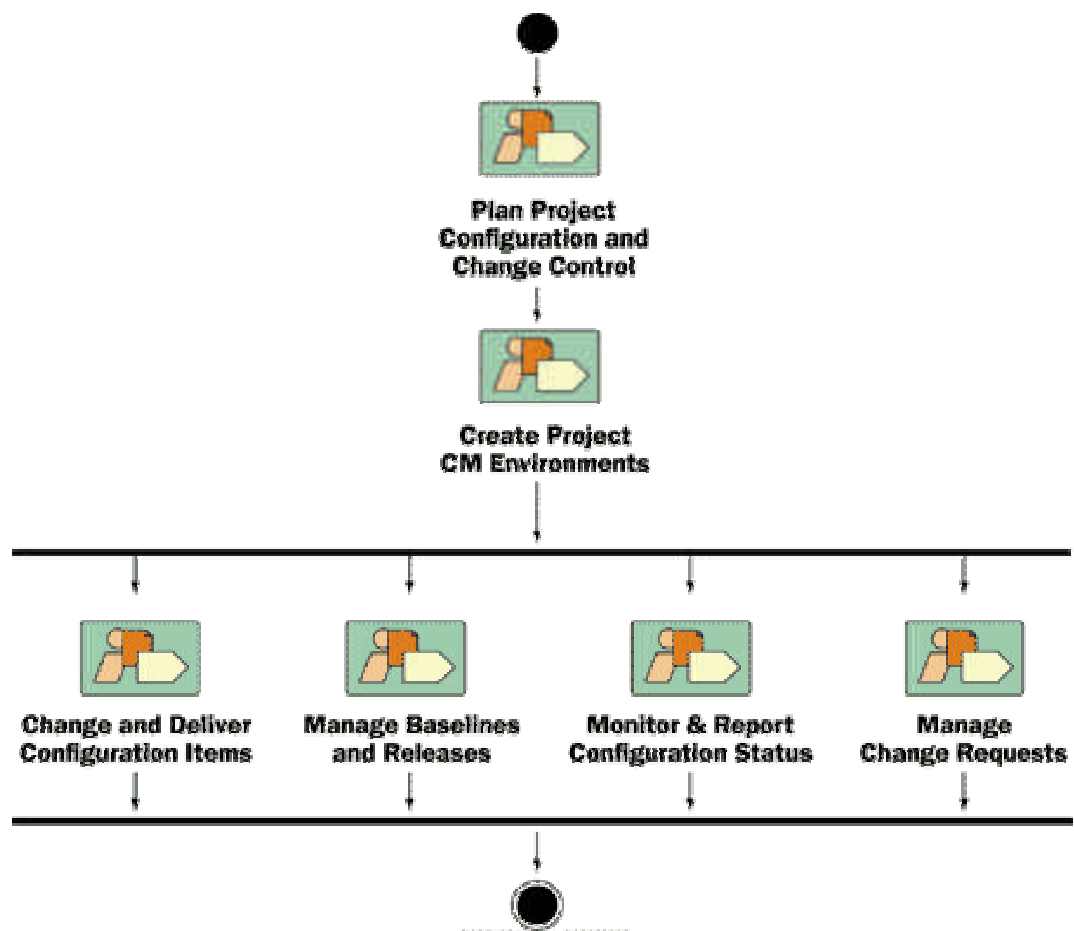 Plan Project
Configuration and
Change Control
Create Project
CM Environments
Change and Deliver
Configuration Items
Manage Baselines
and Releases
Monitor & Report
Configuration Status
Manage
Change Requests